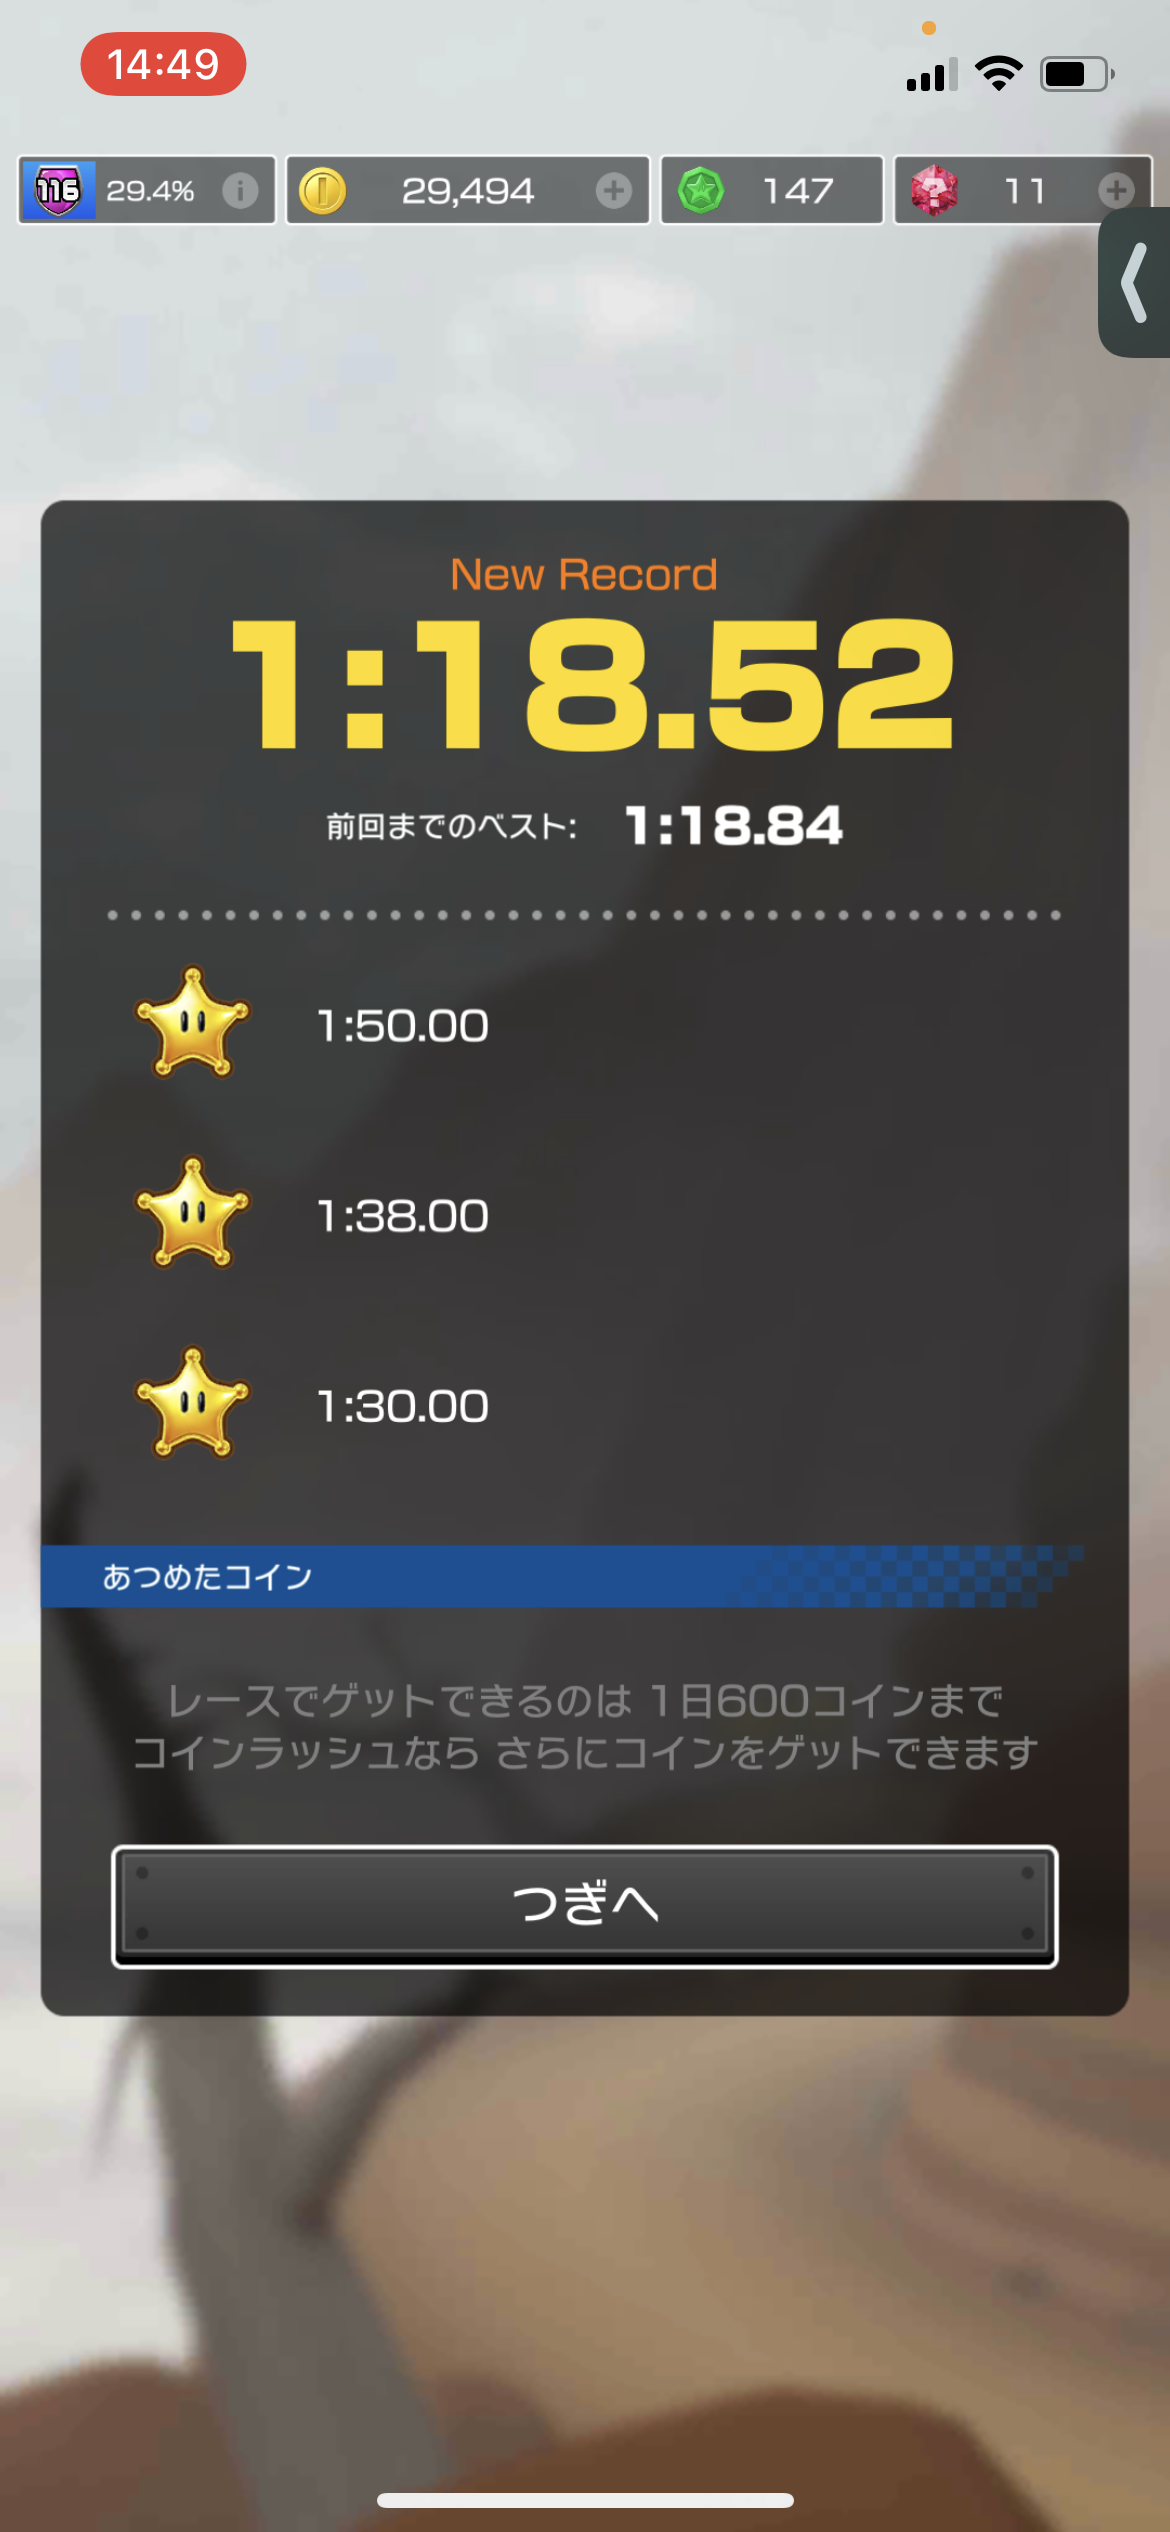 14:49
116 29.4% 29,494 147 11
New Record
1:18.52
前回までのベスト: 1:18.84
1:50.00
1:38.00
1:30.00
あつめたコイン
レースでゲットできるのは 1日600コインまで
コインラッシュなら さらにコインをゲットできます
つぎへ